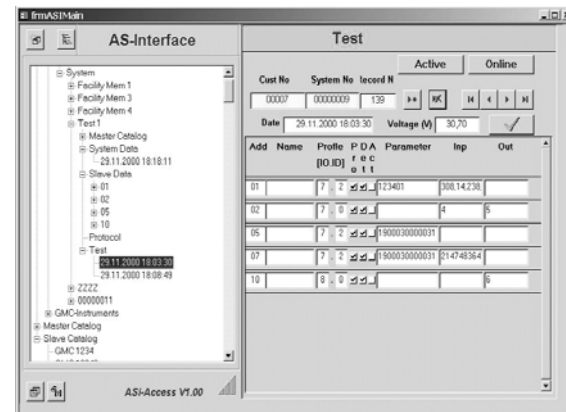 frmASIMain
AS-Interface
Test
Active
Online
Cust No System No lecord N
00007 00000009 139
Date 29.11.2000 18:03:30 Voltage (V) 30,70
System
Facility Mem 1
Facility Mem 3
Facility Mem 4
Test 1
Master Catalog
System Data
29.11.2000 18:18:11
Slave Data
01
02
05
10
Protocol
Test
29.11.2000 18:03:30
29.11.2000 18:08:49
ZZZZ
00000011
GMC-Instruments
Master Catalog
Slave Catalog
GMC1234
Add Name Profle P D A Parameter Inp Out
[IO.ID] r e c
o t t
01 7 . 2 123401 308,14,238,
02 7 . 0 4 5
05 7 . 2 1900030000031
07 7 . 2 1900030000031 214748364
10 8 . 0 6
ASi-Access V1.00